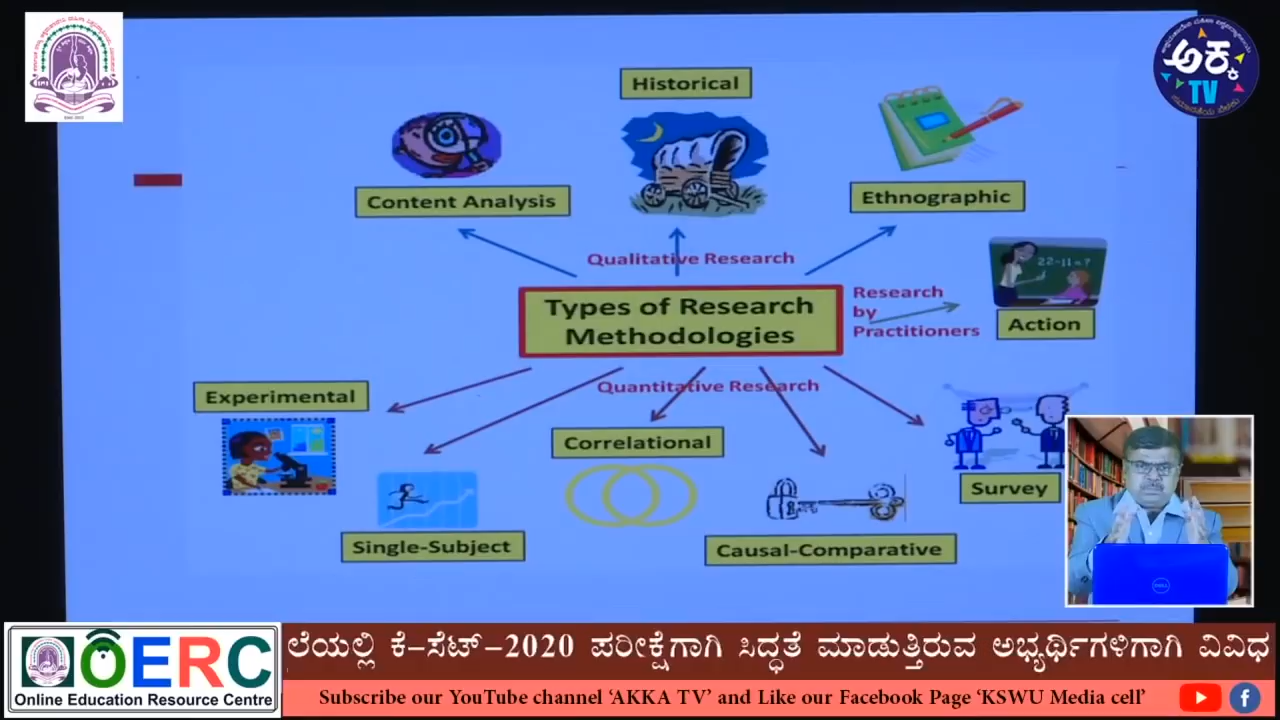 Historical
Content Analysis
Ethnographic
Qualitative Research
Types of Research
Methodologies
Research
by
Practitioners
22-11=?
Action
Quantitative Research
Experimental
Correlational
Survey
Single-Subject
Causal-Comparative
ಅಕ್ಕ
TV
DELL
OERC
Online Education Resource Centre
ಲೆಯಲ್ಲಿ ಕೆ-ಸೆಟ್-2020 ಪರೀಕ್ಷೆಗಾಗಿ ಸಿದ್ಧತೆ ಮಾಡುತ್ತಿರುವ ಅಭ್ಯರ್ಥಿಗಳಿಗಾಗಿ ವಿವಿಧ
Subscribe our YouTube channel ‘AKKA TV’ and Like our Facebook Page ‘KSWU Media cell’